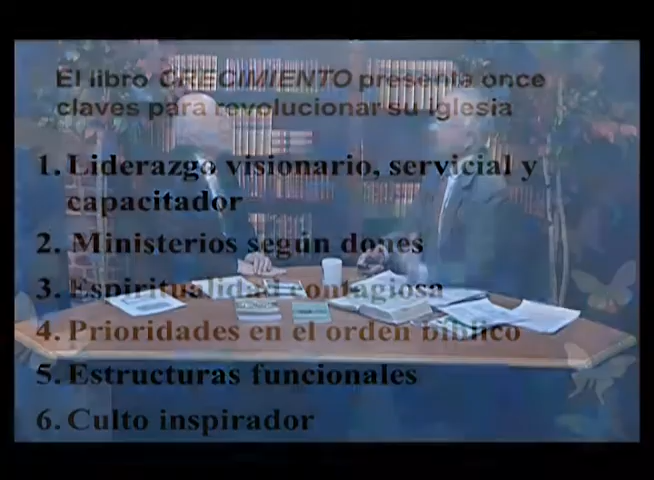 El libro CRECIMIENTO presenta once
claves para revolucionar su iglesia
1. Liderazgo visionario, servicial y
capacitador
2. Ministerios según dones
3. Espiritualidad contagiosa
4. Prioridades en el orden bíblico
5. Estructuras funcionales
6. Culto inspirador